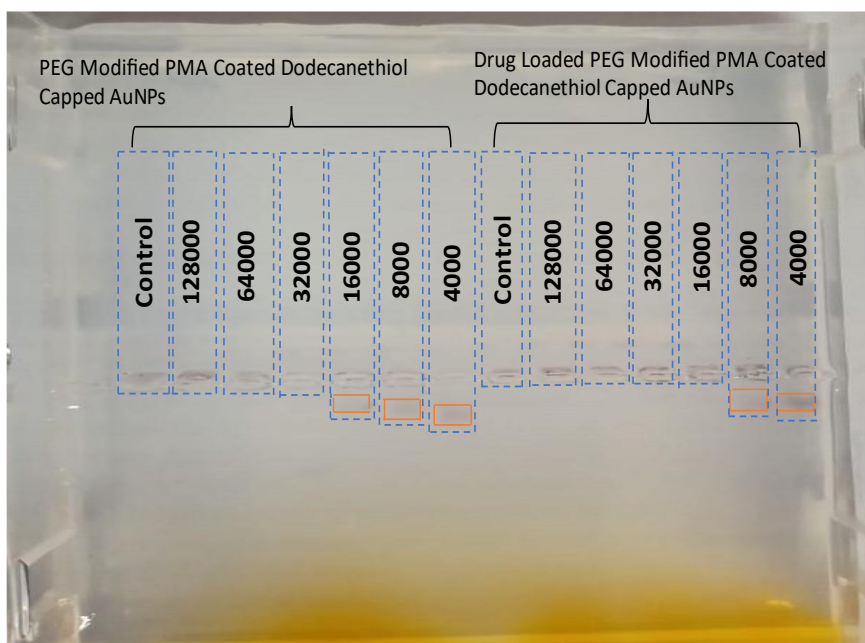 PEG Modified PMA Coated Dodecanethiol
Capped AuNPs
Drug Loaded PEG Modified PMA Coated
Dodecanethiol Capped AuNPs
Control
128000
64000
32000
16000
8000
4000
Control
128000
64000
32000
16000
8000
4000